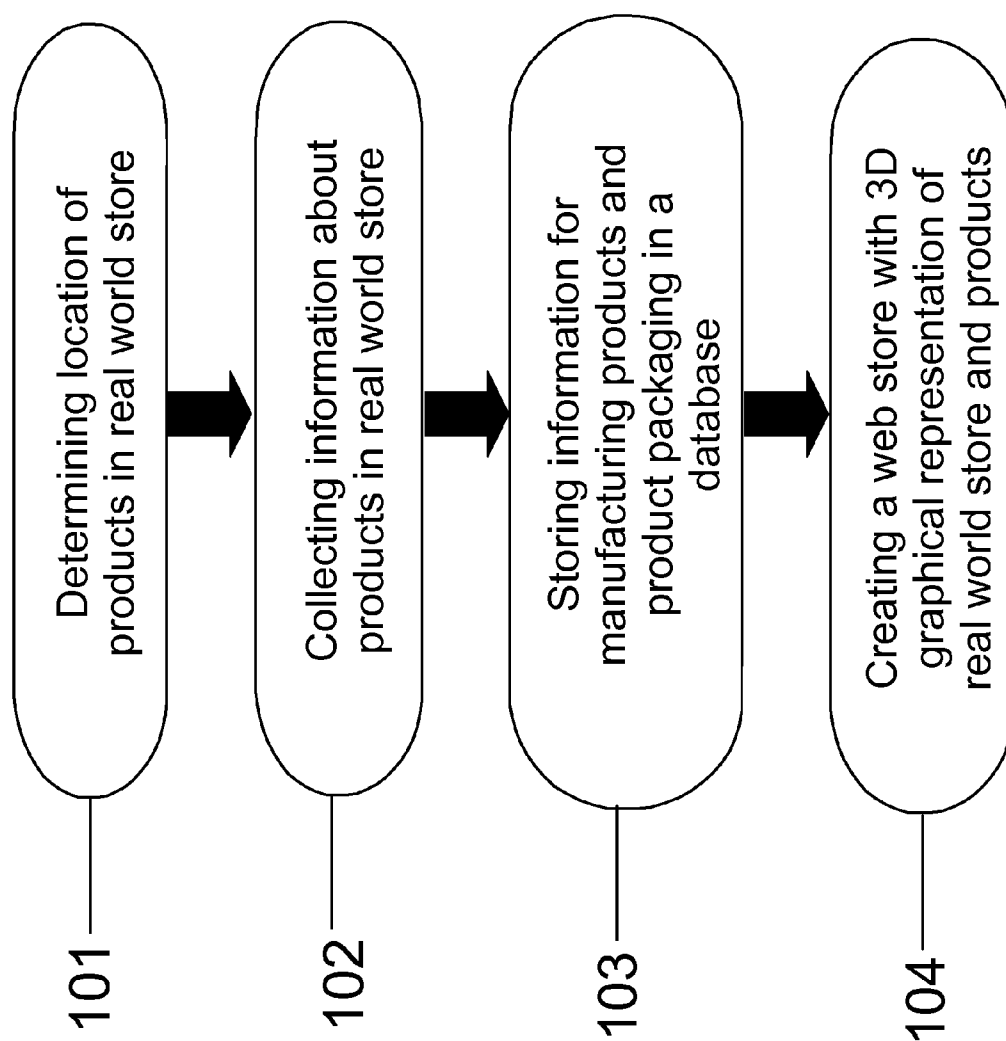 101
Determining location of
products in real world store
102
Collecting information about
products in real world store
103
Storing information for
manufacturing products and
product packaging in a
database
104
Creating a web store with 3D
graphical representation of
real world store and products